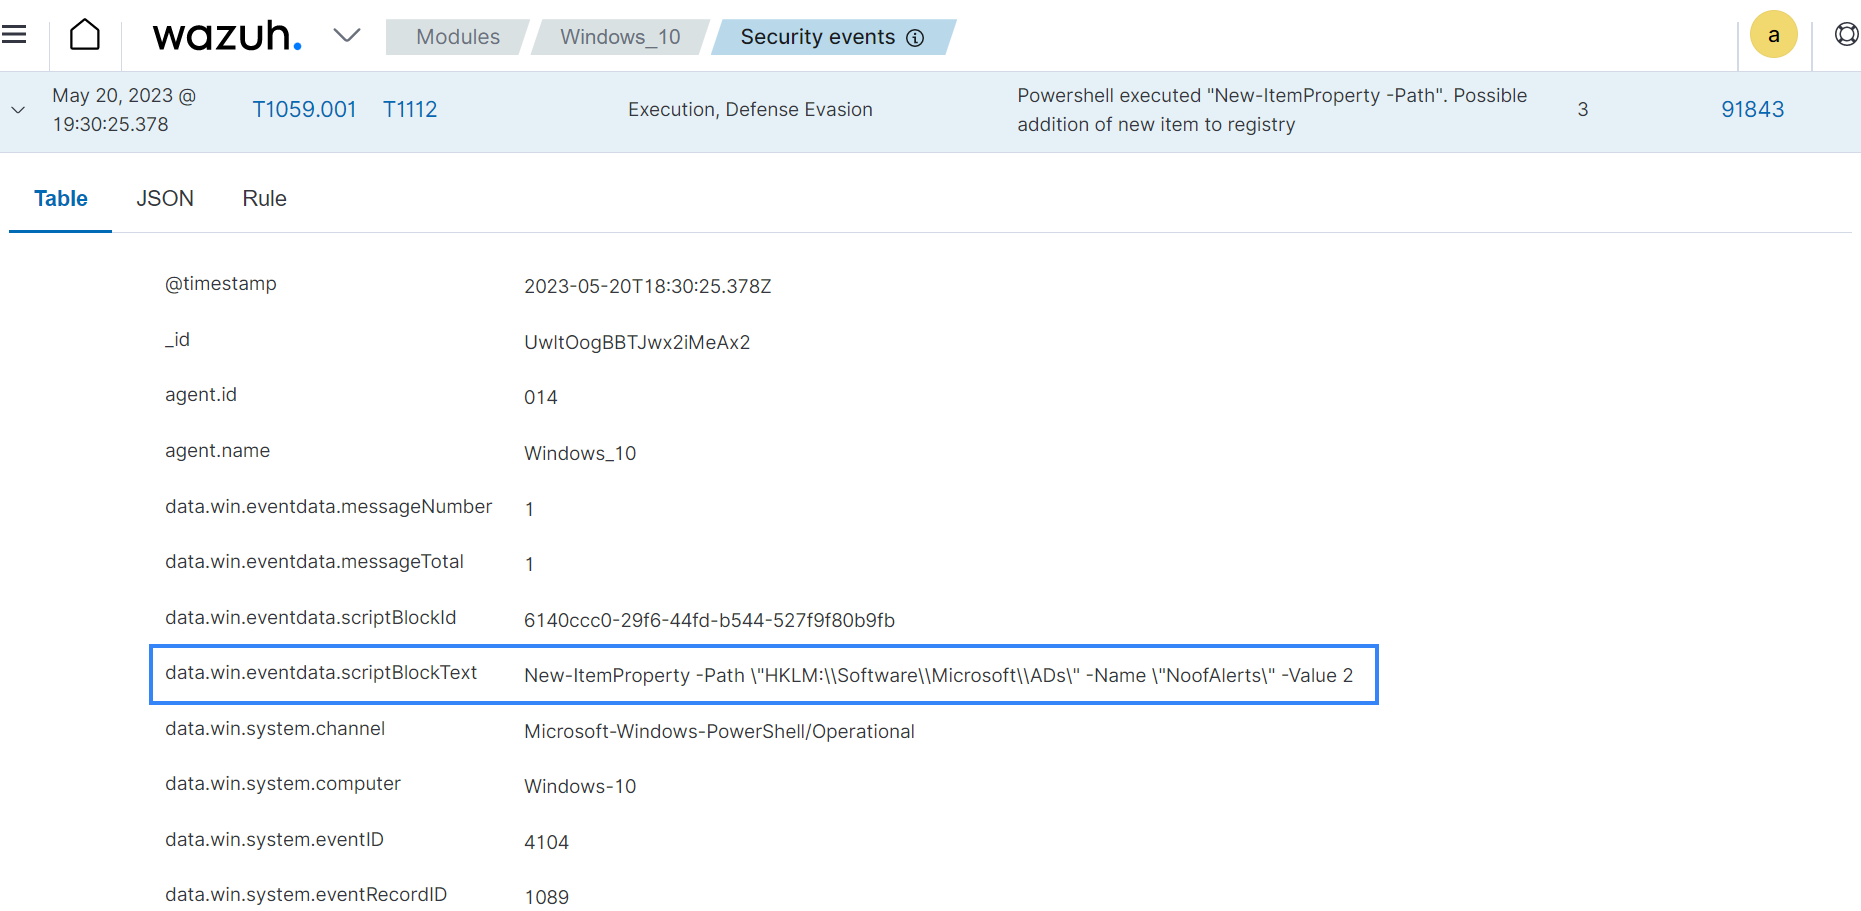 wazuh.
Modules
Windows_10
Security events
a
May 20, 2023 @
19:30:25.378
T1059.001
T1112
Execution, Defense Evasion
Powershell executed "New-ItemProperty -Path". Possible
addition of new item to registry
3
91843
Table
JSON
Rule
@timestamp
2023-05-20T18:30:25.378Z
_id
UwltOogBBTJwx2iMeAx2
agent.id
014
agent.name
Windows_10
data.win.eventdata.messageNumber
1
data.win.eventdata.messageTotal
1
data.win.eventdata.scriptBlockId
6140ccc0-29f6-44fd-b544-527f9f80b9fb
data.win.eventdata.scriptBlockText
New-ItemProperty -Path \"HKLM:\\Software\\Microsoft\\ADs\" -Name \"NoofAlerts\" -Value 2
data.win.system.channel
Microsoft-Windows-PowerShell/Operational
data.win.system.computer
Windows-10
data.win.system.eventID
4104
data.win.system.eventRecordID
1089